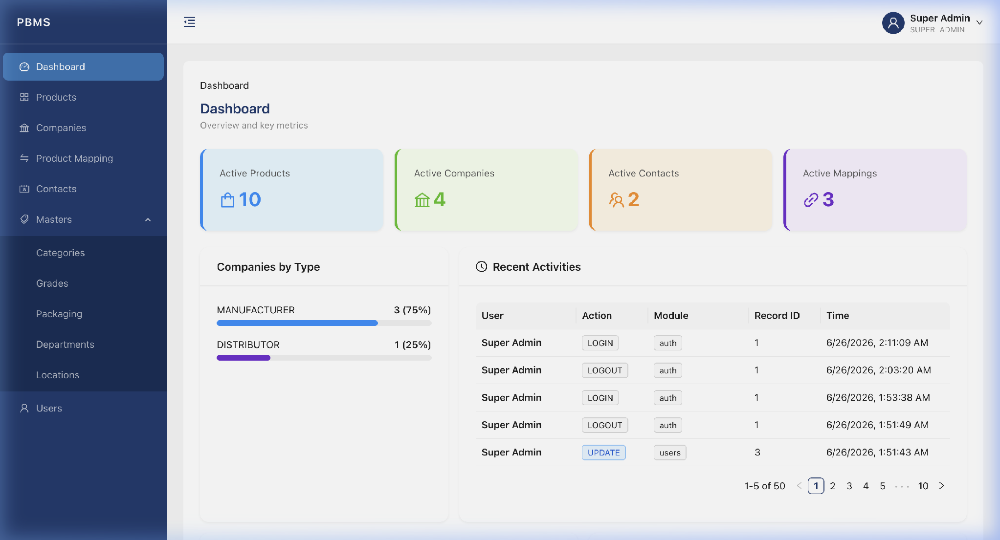 PBMS
Super Admin
SUPER_ADMIN
Dashboard
Products
Companies
Product Mapping
Contacts
Masters
Categories
Grades
Packaging
Departments
Locations
Users
Dashboard
Dashboard
Overview and key metrics
Active Products
10
Active Companies
4
Active Contacts
2
Active Mappings
3
Companies by Type
MANUFACTURER 3 (75%)
DISTRIBUTOR 1 (25%)
Recent Activities
User Action Module Record ID Time
Super Admin LOGIN auth 1 6/26/2026, 2:11:09 AM
Super Admin LOGOUT auth 1 6/26/2026, 2:03:20 AM
Super Admin LOGIN auth 1 6/26/2026, 1:53:38 AM
Super Admin LOGOUT auth 1 6/26/2026, 1:51:49 AM
Super Admin UPDATE users 3 6/26/2026, 1:51:43 AM
1-5 of 50 < 1 2 3 4 5 ••• 10 >